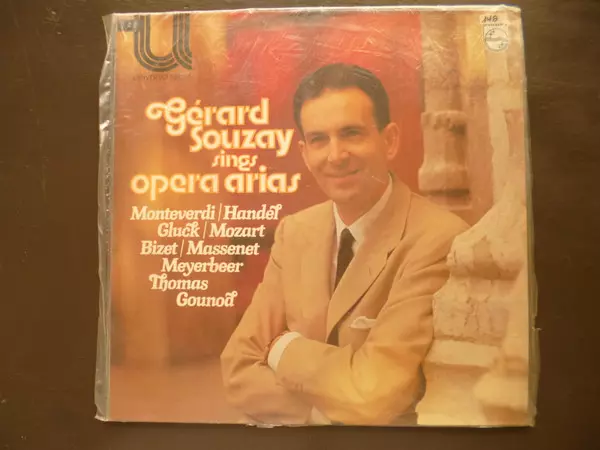 U
Gérard
Souzay
sings
opera arias
Monteverdi/Handel
Gluck/Mozart
Bizet/Massenet
Meyerbeer
Thomas
Gounod